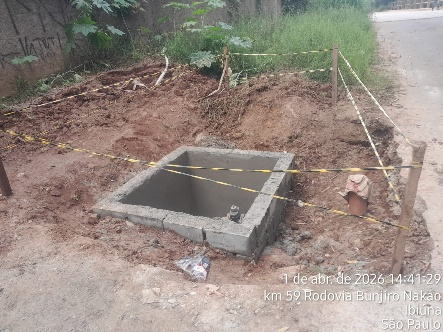 1 de abr. de 2026 14:41:29
km 59 Rodovia Bunjiro Nakao
Ibiúna
São Paulo